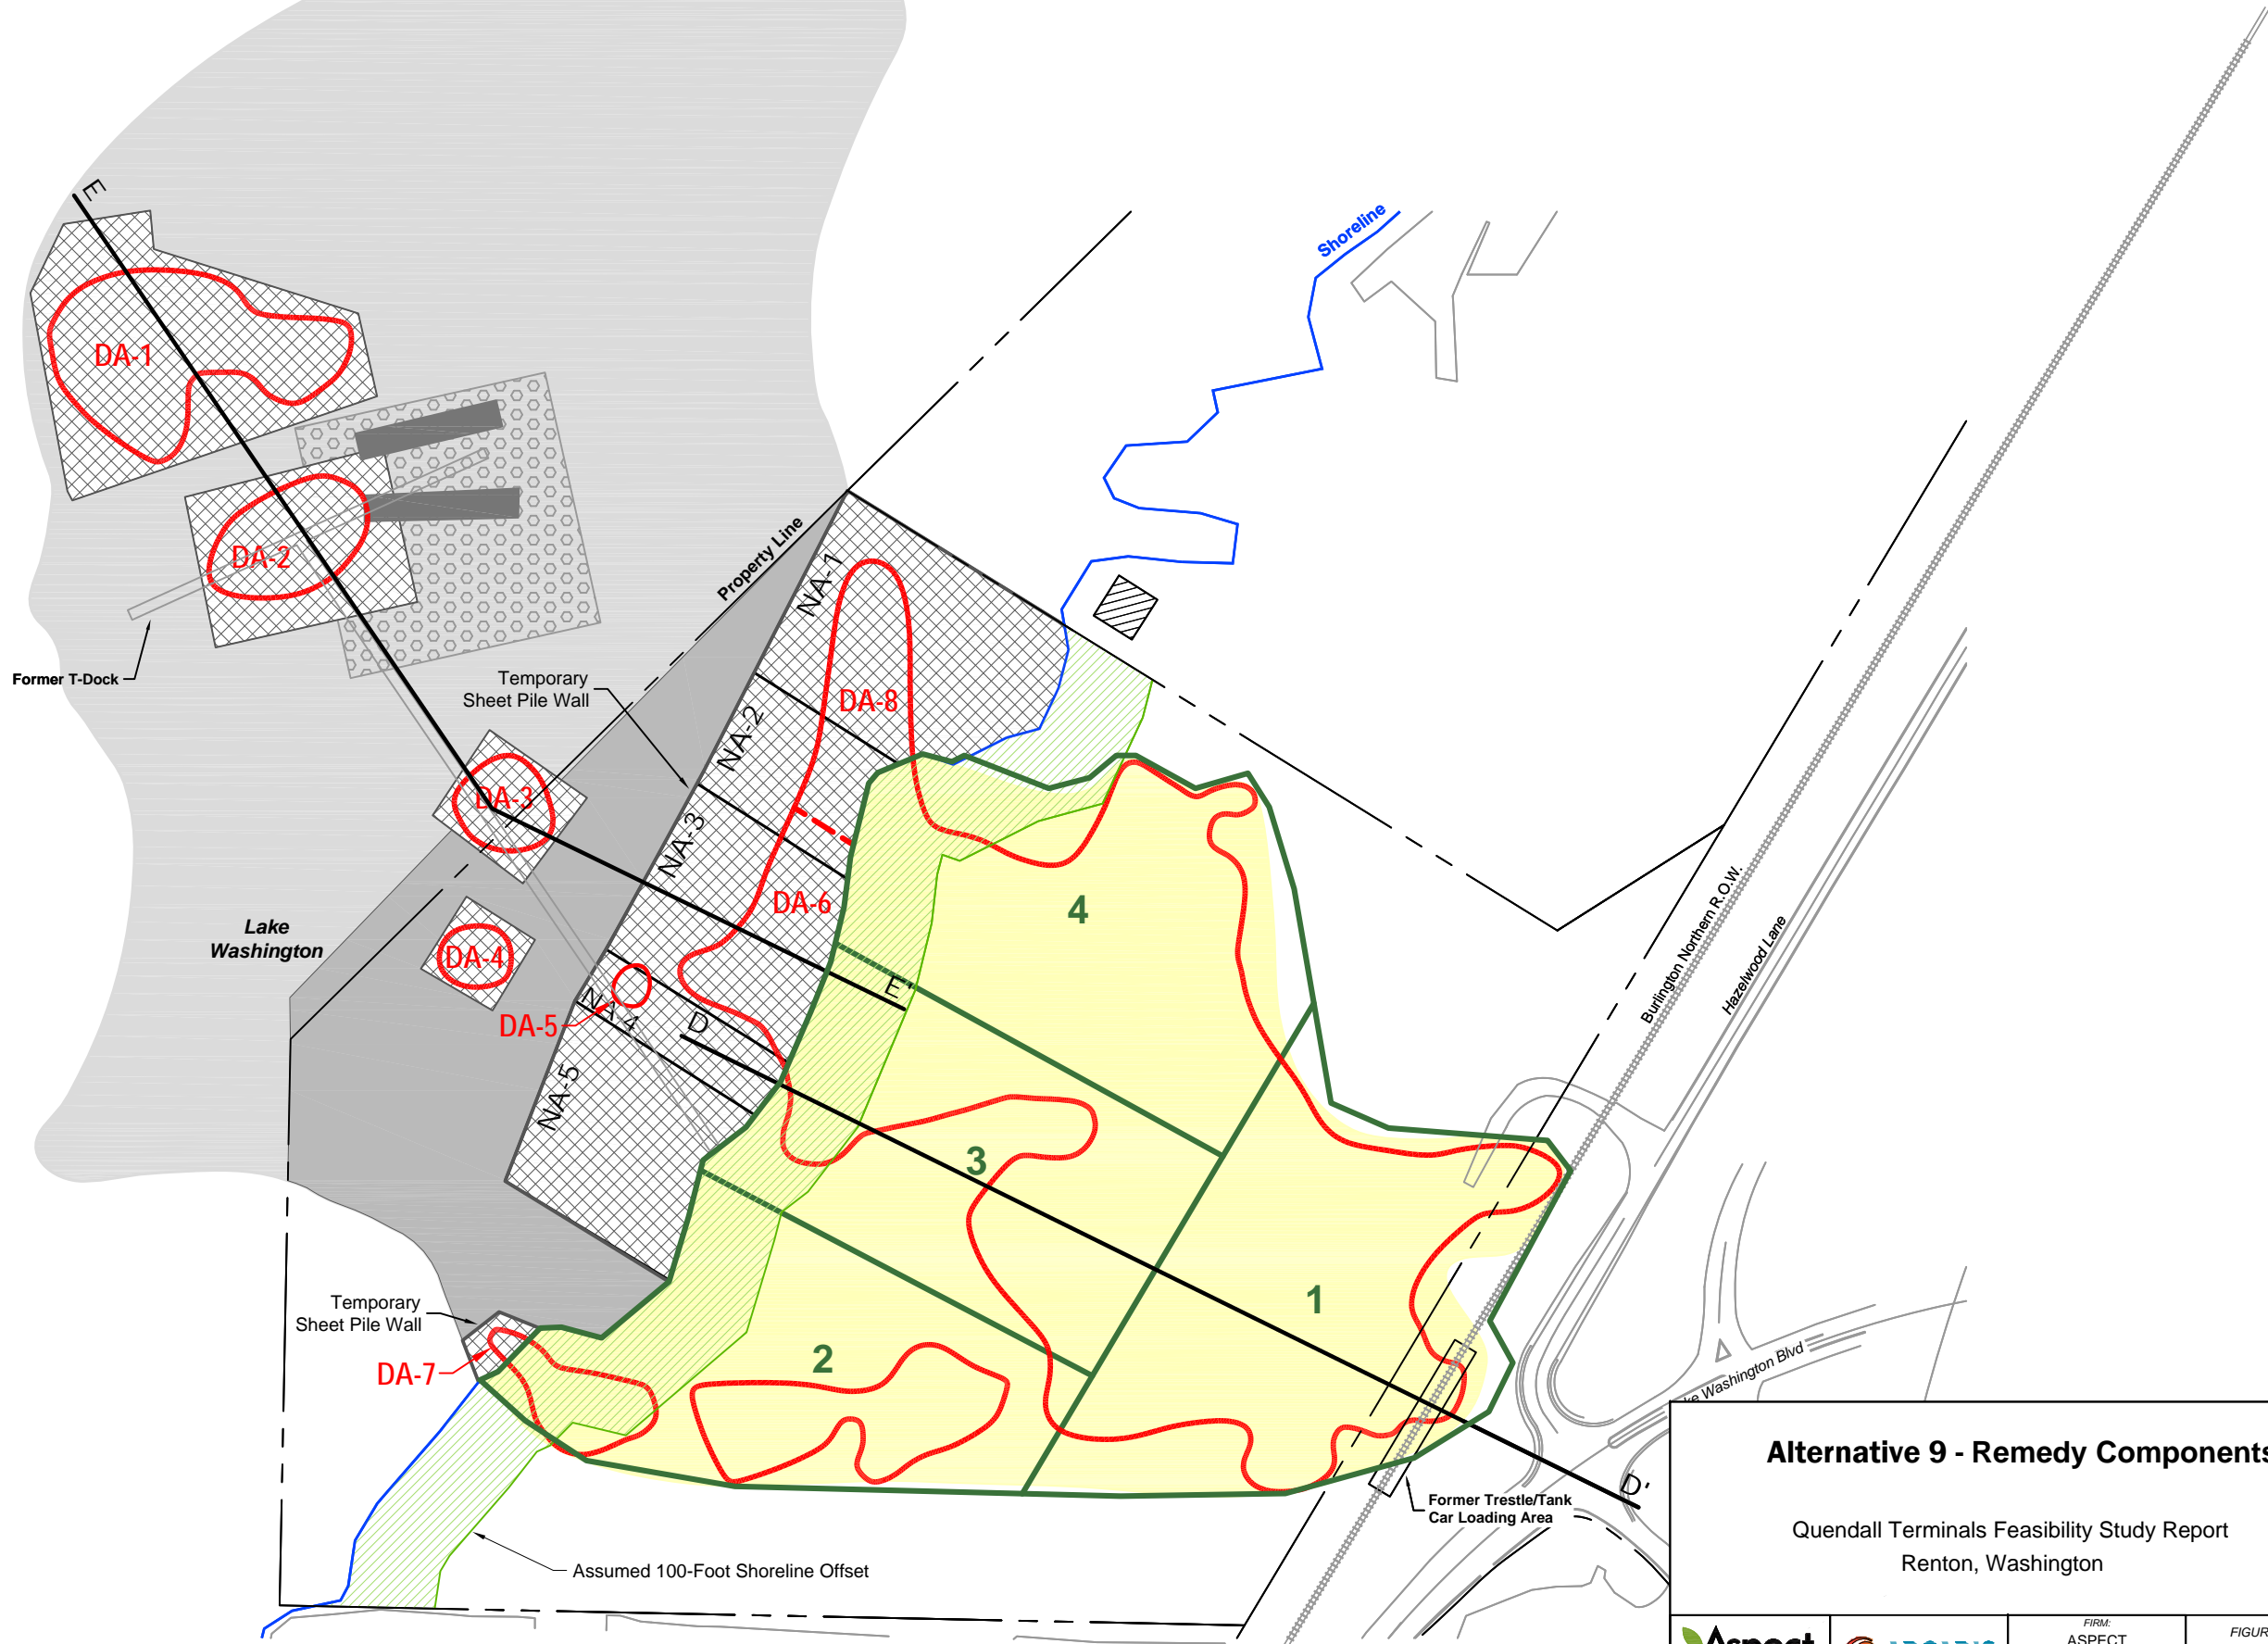 E
Shoreline
DA-1
DA-2
Property Line
NA-1
Former T-Dock
Temporary
Sheet Pile Wall
DA-8
NA-2
DA-3
NA-3
DA-6
4
Burlington Northern R.O.W.
Hazelwood Lane
Lake
Washington
DA-4
E'
NA-4
D
DA-5
NA-5
3
1
Temporary
Sheet Pile Wall
DA-7
2
ke Washington Blvd
Former Trestle/Tank
Car Loading Area
D'
Assumed 100-Foot Shoreline Offset
Alternative 9 - Remedy Components
Quendall Terminals Feasibility Study Report
Renton, Washington
Aspect
FIRM:
ASPECT
FIGUR